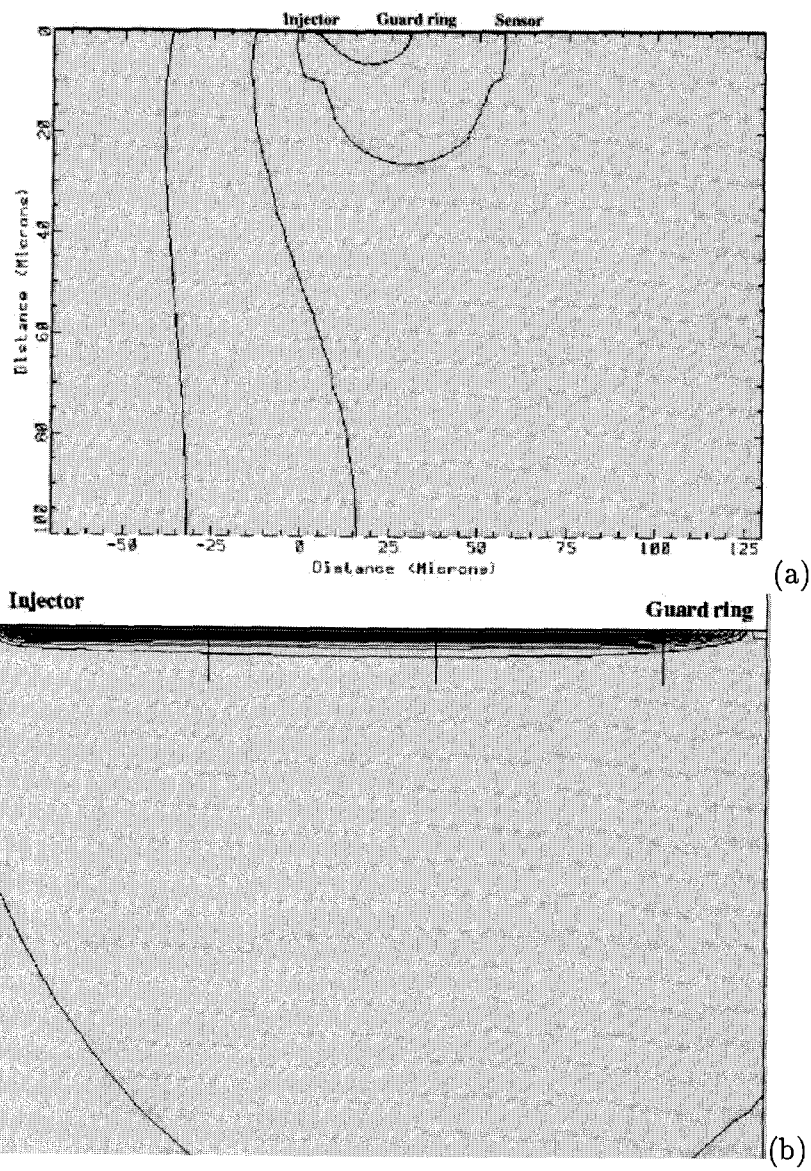 Injector Guard ring Sensor
0
20
40
60
80
100
Distance (Microns)
-50 -25 0 25 50 75 100 125
Distance (Microns)
(a)
Injector
Guard ring
(b)